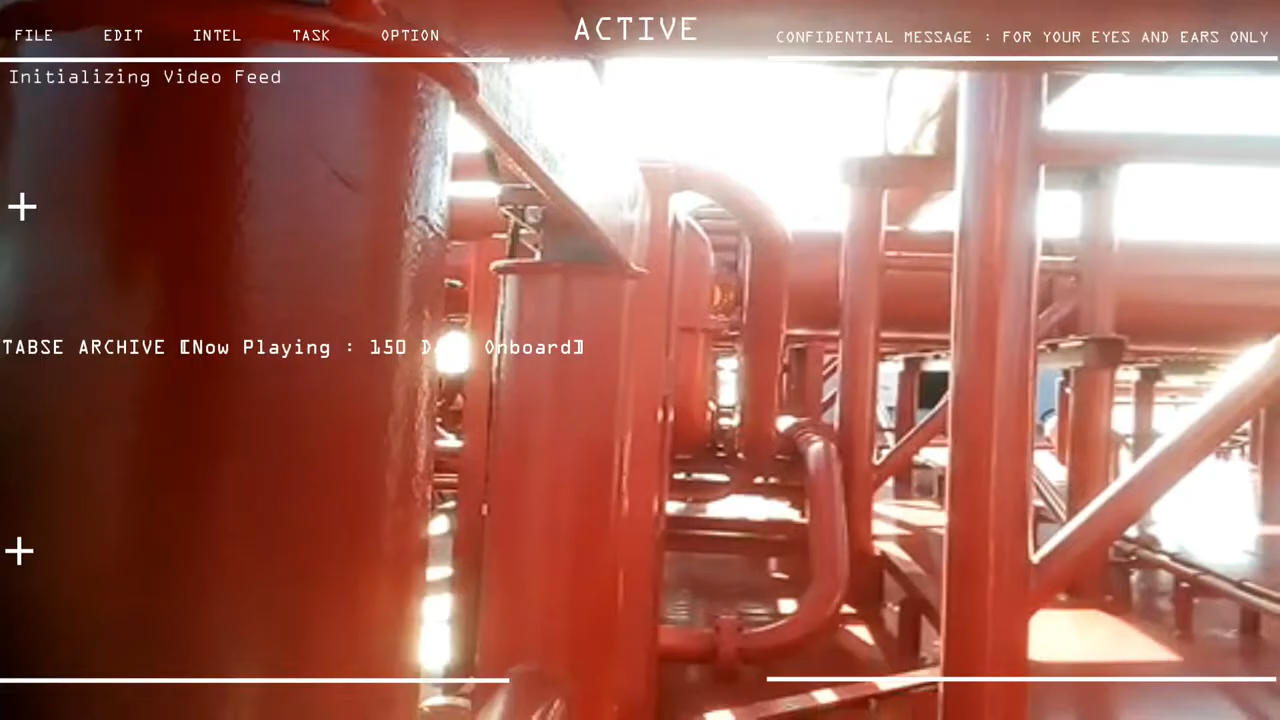 FILE EDIT INTEL TASK OPTION
ACTIVE
CONFIDENTIAL MESSAGE : FOR YOUR EYES AND EARS ONLY
Initializing Video Feed
TABSE ARCHIVE [Now Playing : 150 Onboard]